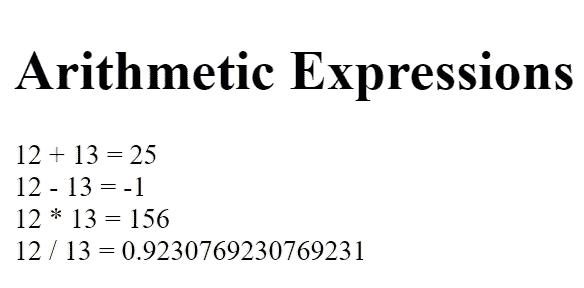 Arithmetic Expressions
12 + 13 = 25
12 - 13 = -1
12 * 13 = 156
12 / 13 = 0.9230769230769231